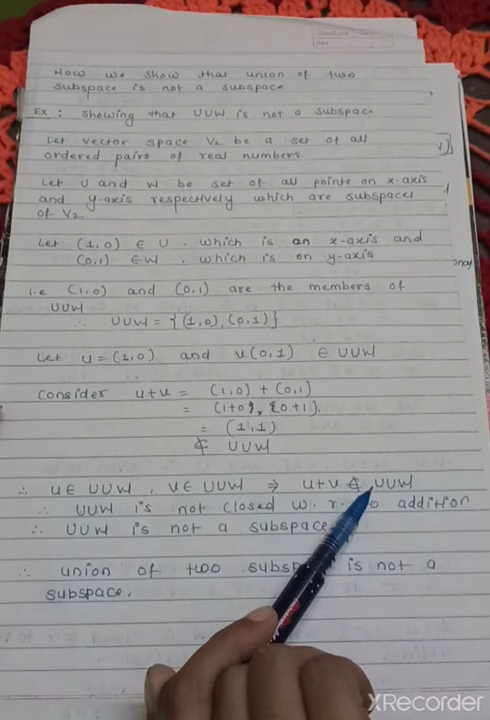 Now we show that union of two
subspace is not a subspace
Ex : Showing that U∪W is not a subspace
Let vector space V₂ be a set of all
ordered pairs of real numbers.
Let U and W be set of all points on x-axis
and y-axis respectively which are subspaces
of V₂.
Let (1,0) ∈ U . which is an x-axis and
(0,1) ∈ W . which is on y-axis
i.e (1,0) and (0,1) are the members of
U∪W
∴ U∪W = {(1,0), (0,1)}
Let u = (1,0) and v(0,1) ∈ U∪W
Consider u+v = (1,0) + (0,1)
= (1+0), (0+1).
= (1,1)
∉ U∪W
∴ u ∈ U∪W , v ∈ U∪W ⇒ u+v ∉ U∪W
∴ U∪W is not closed w. r. addition
∴ U∪W is not a subspace
∴ union of two is not a
subspace.
XRecorder